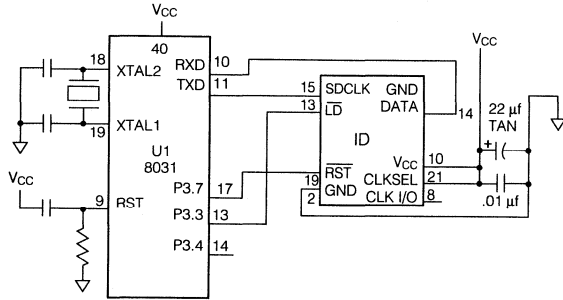 VCC
40
18
XTAL2
RXD
10
TXD
11
XTAL1
19
U1
8031
VCC
9
RST
P3.7
17
P3.3
13
P3.4
14
15
SDCLK
13
LD
GND
DATA
14
ID
VCC
10
RST
19
GND
2
CLKSEL
21
CLK I/O
8
VCC
22 µf
TAN
+
.01 µf